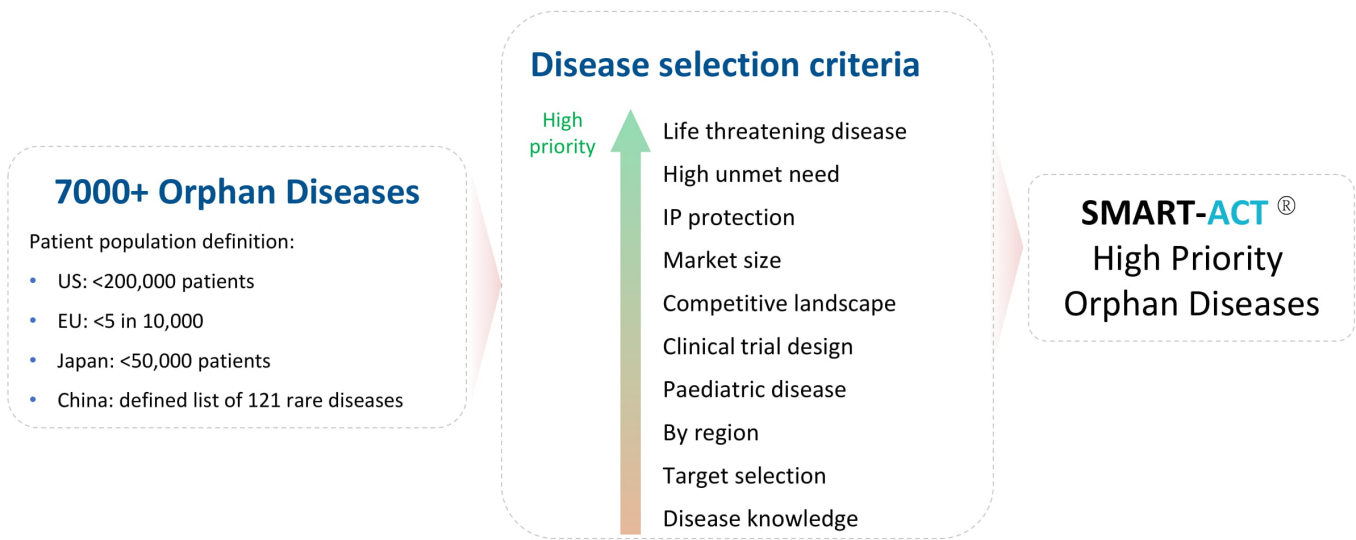 7000+ Orphan Diseases
Patient population definition:
• US: <200,000 patients
• EU: <5 in 10,000
• Japan: <50,000 patients
• China: defined list of 121 rare diseases
Disease selection criteria
High
priority
Life threatening disease
High unmet need
IP protection
Market size
Competitive landscape
Clinical trial design
Paediatric disease
By region
Target selection
Disease knowledge
SMART-ACT ®
High Priority
Orphan Diseases